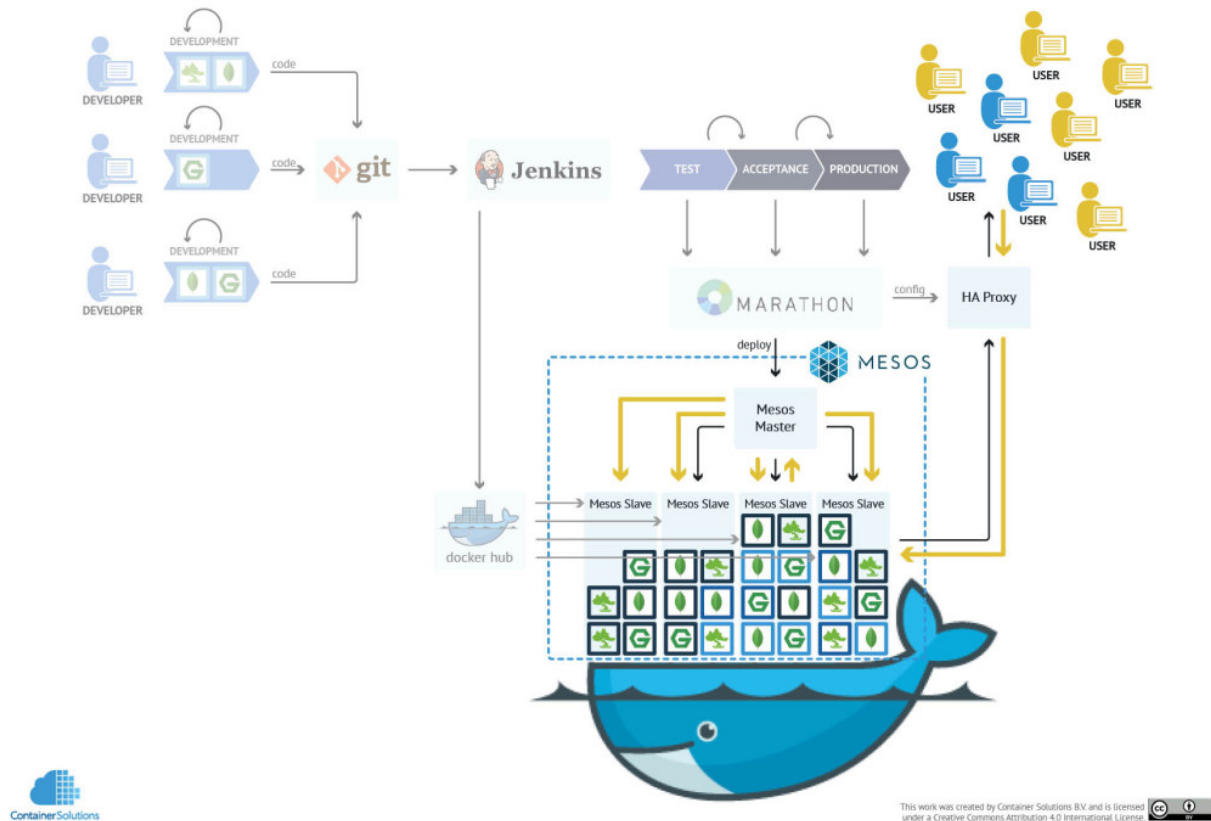 DEVELOPMENT
code
DEVELOPER
DEVELOPMENT
code
DEVELOPER
DEVELOPMENT
code
DEVELOPER
git
Jenkins
TEST
ACCEPTANCE
PRODUCTION
USER
USER
USER
USER
USER
USER
USER
USER
MARATHON
config
HA Proxy
deploy
MESOS
Mesos
Master
Mesos Slave
Mesos Slave
Mesos Slave
Mesos Slave
docker hub
ContainerSolutions
This work was created by Container Solutions B.V. and is licensed
under a Creative Commons Attribution 4.0 International License.
cc
BY